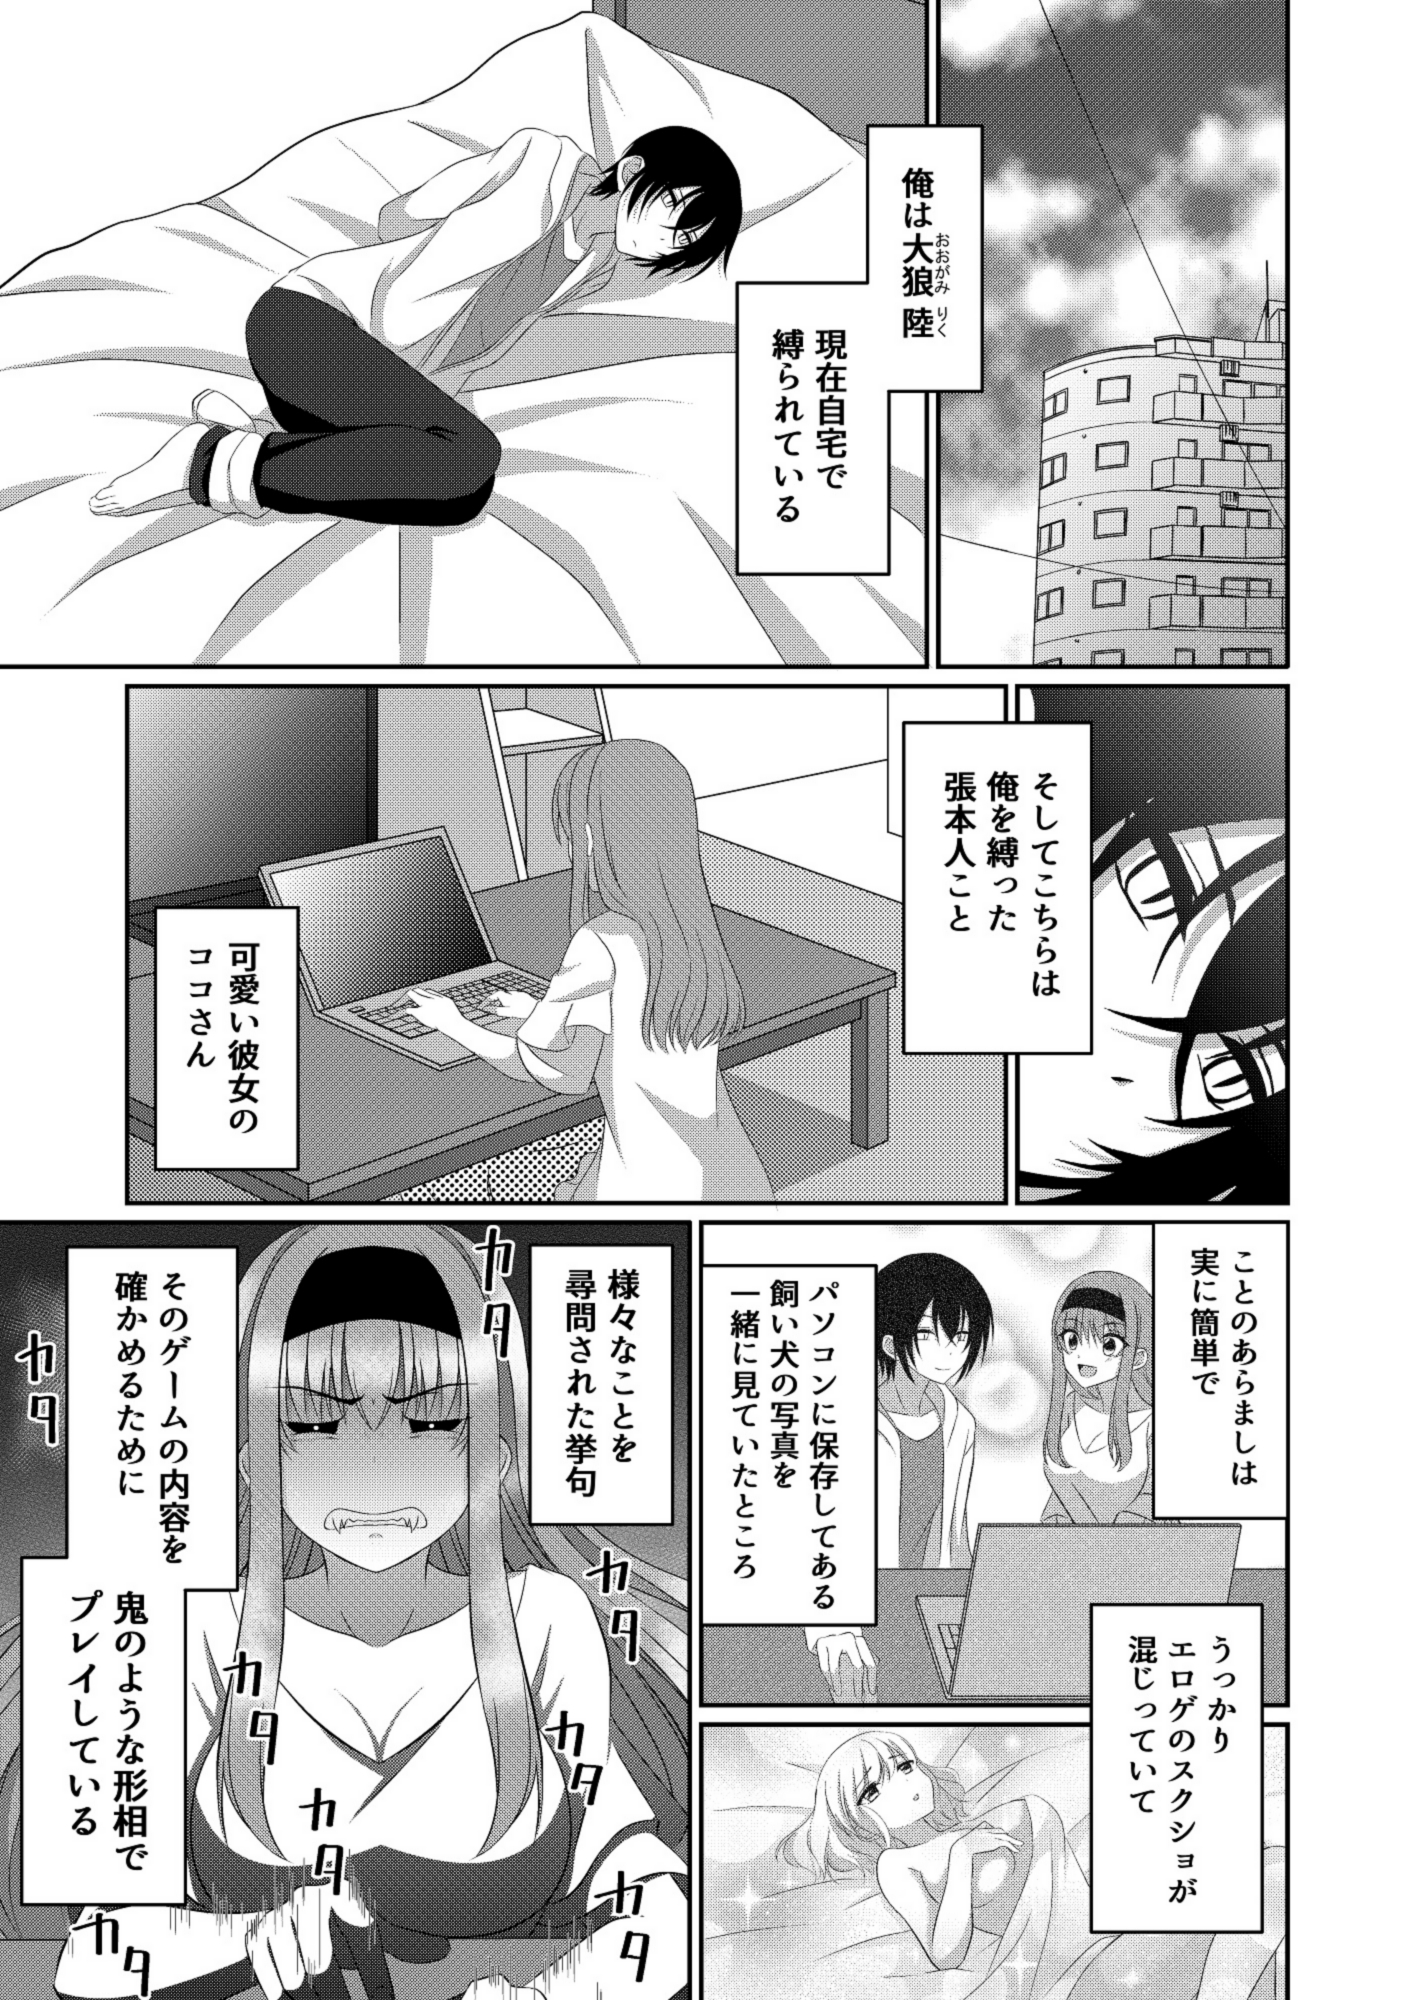 俺は大狼 陸
おおがみ りく
現在自宅で
縛られている
そしてこちらは
俺を縛った
張本人こと
可愛い彼女の
ココさん
ことのあらましは
実に簡単で
パソコンに保存してある
飼い犬の写真を
一緒に見ていたところ
うっかり
エロゲのスクショが
混じっていて
様々なことを
尋問された挙句
そのゲームの内容を
確かめるために
鬼のような形相で
プレイしている
カタ
カタ
カタ
カタ
カタ
カタ
カタ
カタ